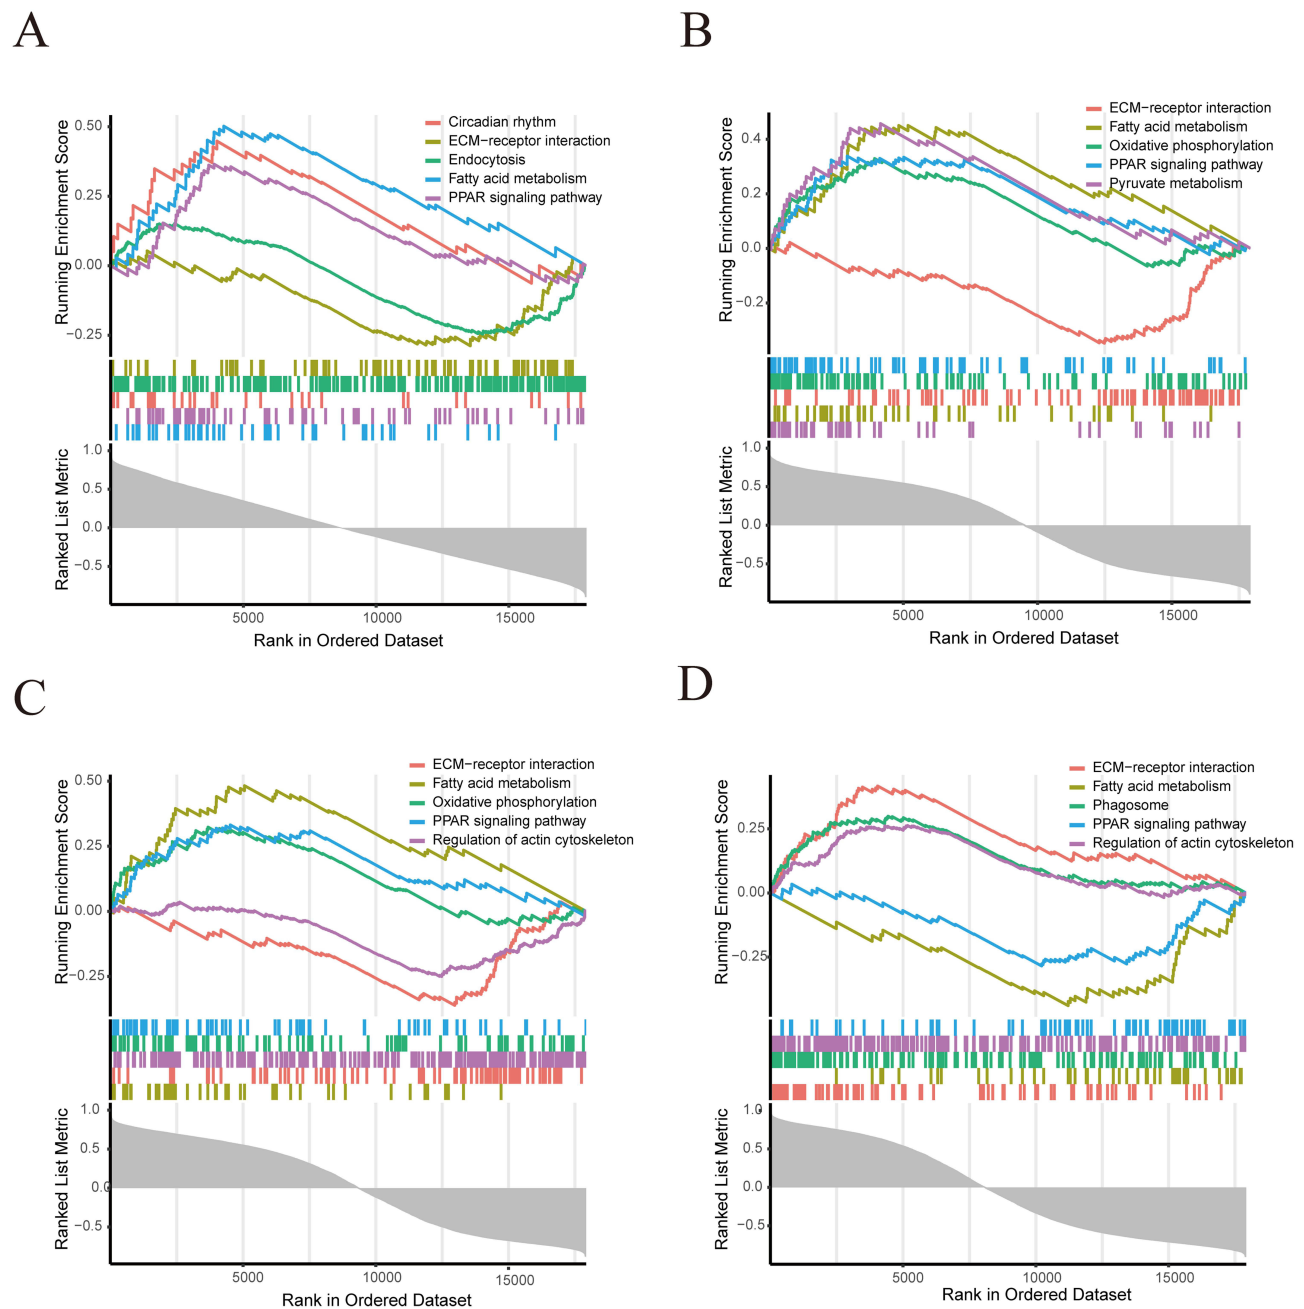 A
Running Enrichment Score
0.50
0.25
0.00
−0.25
Circadian rhythm
ECM−receptor interaction
Endocytosis
Fatty acid metabolism
PPAR signaling pathway
Ranked List Metric
1.0
0.5
0.0
−0.5
5000
10000
15000
Rank in Ordered Dataset
B
Running Enrichment Score
0.4
0.2
0.0
−0.2
ECM−receptor interaction
Fatty acid metabolism
Oxidative phosphorylation
PPAR signaling pathway
Pyruvate metabolism
Ranked List Metric
1.0
0.5
0.0
−0.5
5000
10000
15000
Rank in Ordered Dataset
C
Running Enrichment Score
0.50
0.25
0.00
−0.25
ECM−receptor interaction
Fatty acid metabolism
Oxidative phosphorylation
PPAR signaling pathway
Regulation of actin cytoskeleton
Ranked List Metric
1.0
0.5
0.0
−0.5
5000
10000
15000
Rank in Ordered Dataset
D
Running Enrichment Score
0.25
0.00
−0.25
ECM−receptor interaction
Fatty acid metabolism
Phagosome
PPAR signaling pathway
Regulation of actin cytoskeleton
Ranked List Metric
1.0
0.5
0.0
−0.5
5000
10000
15000
Rank in Ordered Dataset